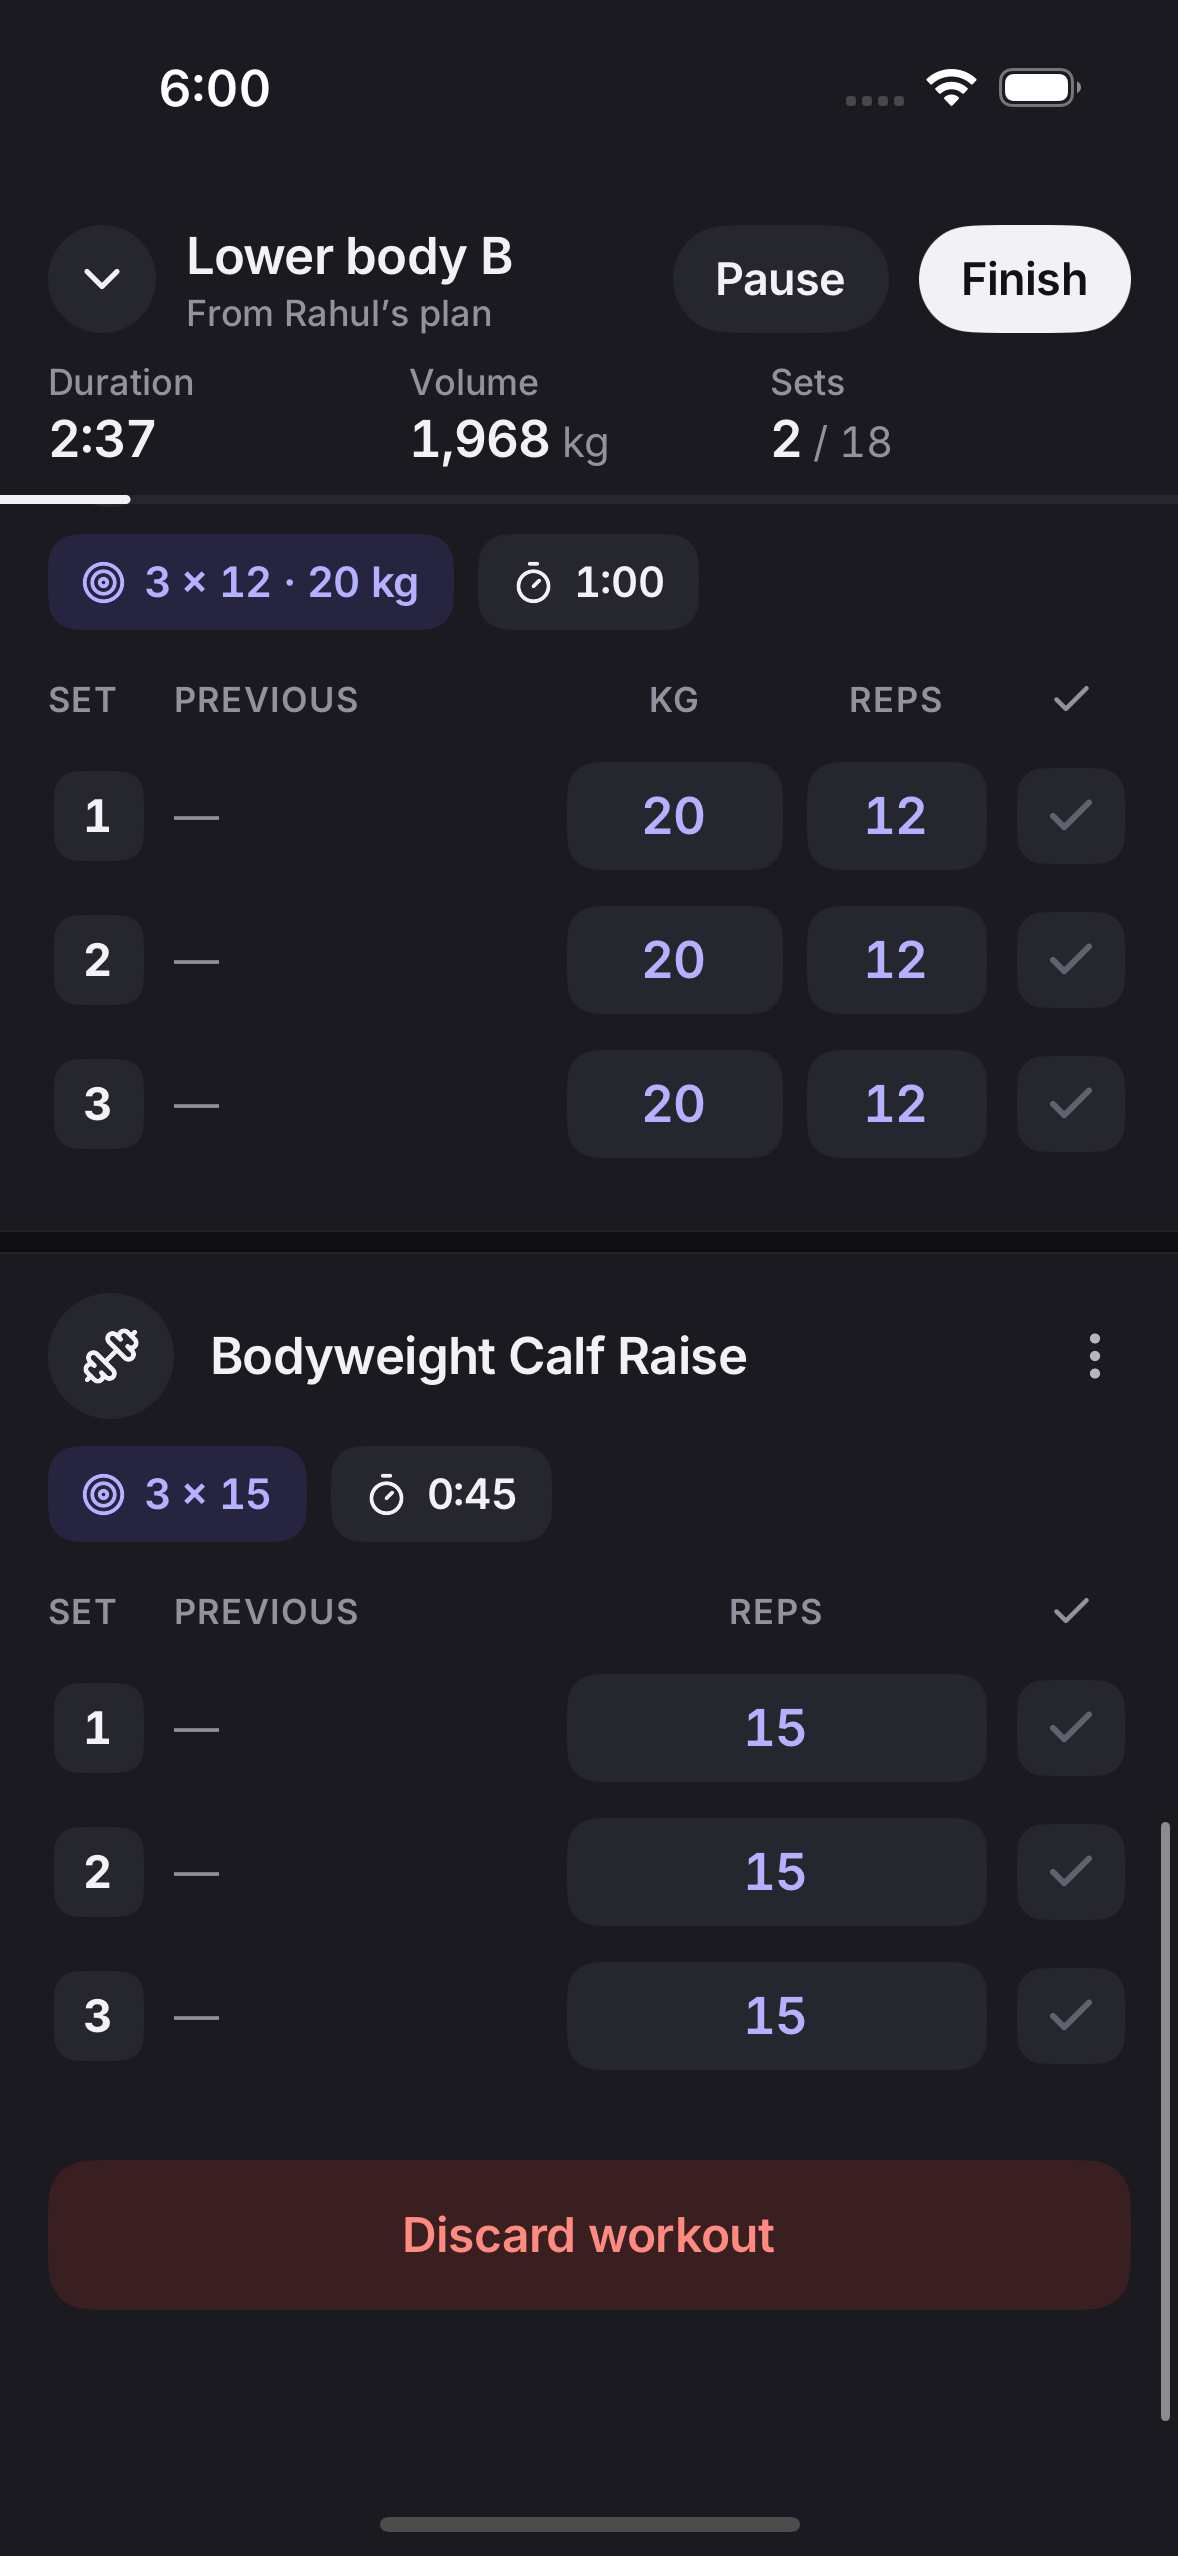 6:00
Lower body B
From Rahul’s plan
Pause
Finish
Duration
Volume
Sets
2:37
1,968 kg
2 / 18
3 × 12 · 20 kg
1:00
SET PREVIOUS KG REPS
1 — 20 12
2 — 20 12
3 — 20 12
Bodyweight Calf Raise
3 × 15
0:45
SET PREVIOUS REPS
1 — 15
2 — 15
3 — 15
Discard workout